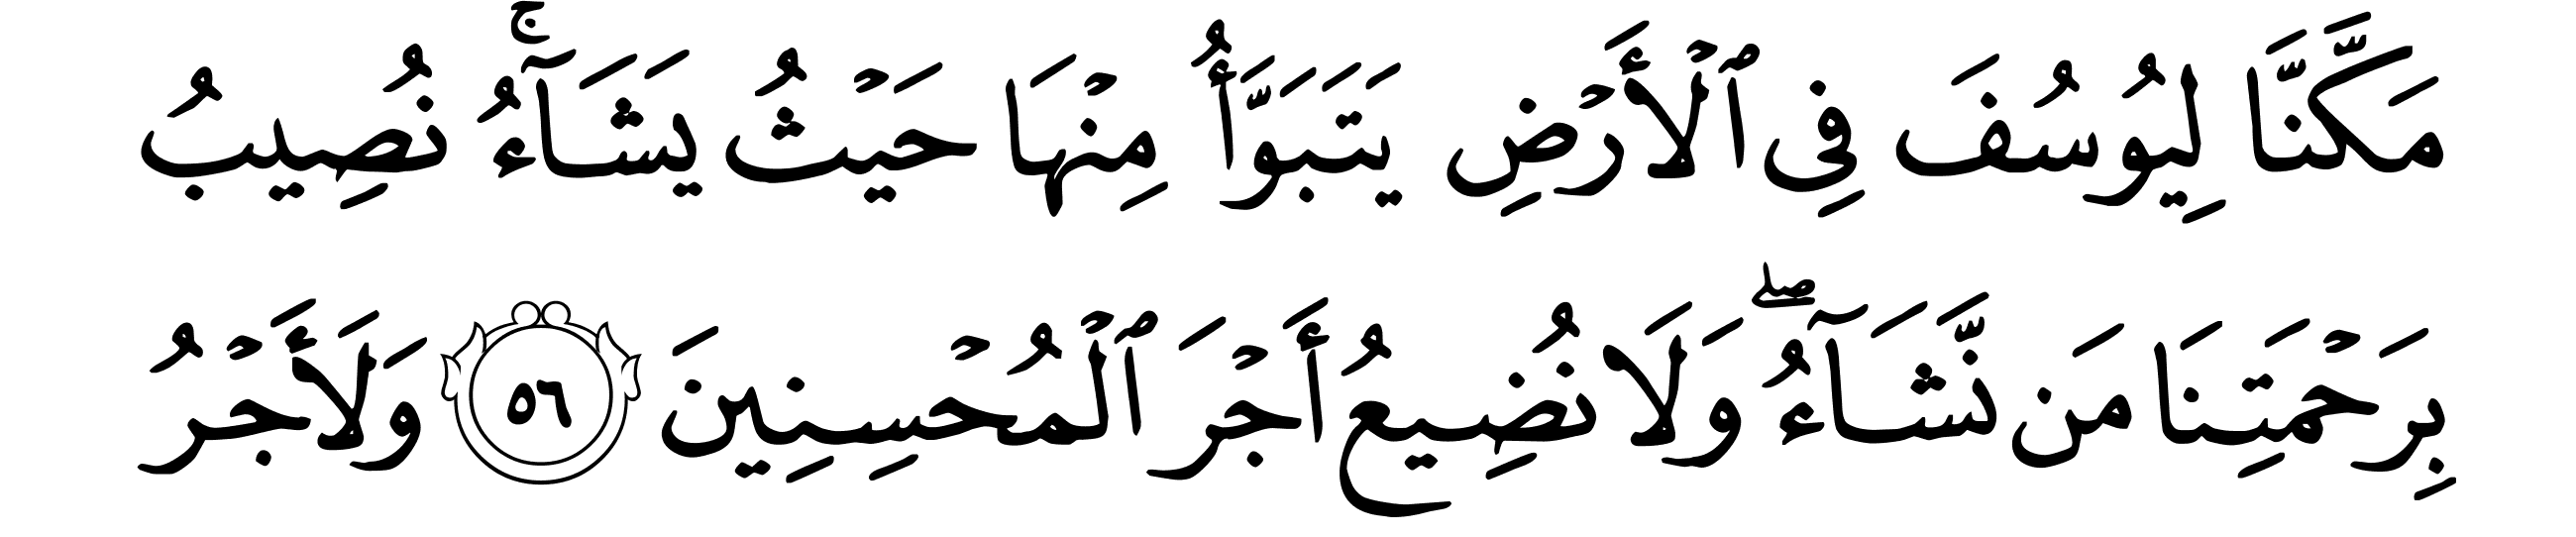 مَكَّنَّا لِيُوسُفَ فِي ٱلْأَرْضِ يَتَبَوَّأُ مِنْهَا حَيْثُ يَشَآءُۚ نُصِيبُ
بِرَحْمَتِنَا مَن نَّشَآءُۖ وَلَا نُضِيعُ أَجْرَ ٱلْمُحْسِنِينَ ٥٦ وَلَأَجْرُ